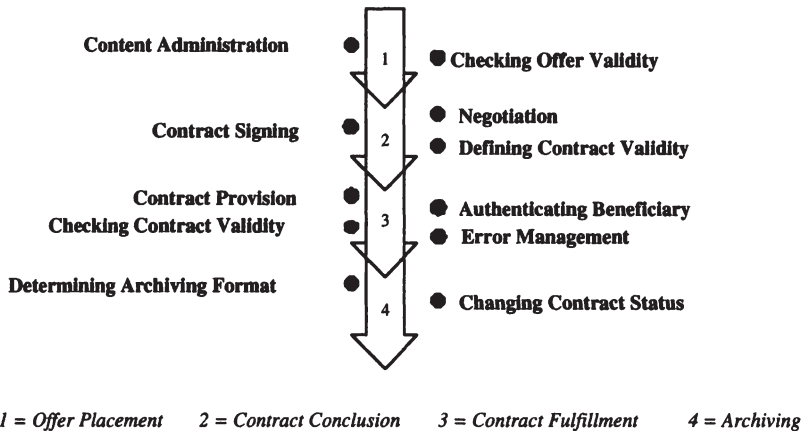 Content Administration
1
Checking Offer Validity
Negotiation
Contract Signing
2
Defining Contract Validity
Contract Provision
Authenticating Beneficiary
Checking Contract Validity
3
Error Management
Determining Archiving Format
Changing Contract Status
4
1 = Offer Placement 2 = Contract Conclusion 3 = Contract Fulfillment 4 = Archiving